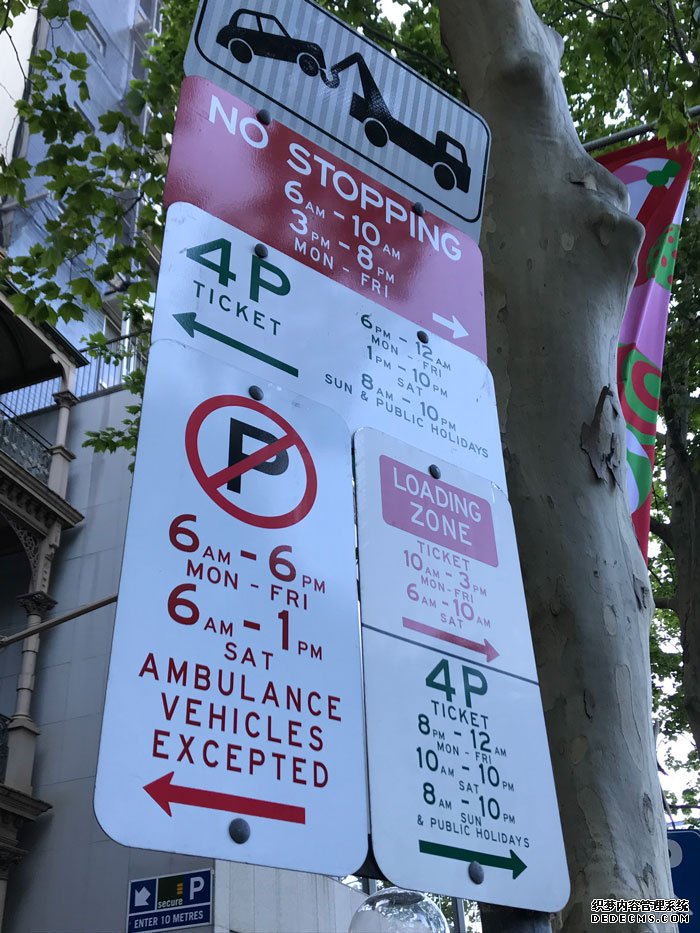 NO STOPPING
6AM - 10AM
3PM - 8PM
MON - FRI
4P
TICKET
6PM - 12AM
MON - FRI
1PM - 10PM
SAT
8AM - 10PM
SUN & PUBLIC HOLIDAYS
P
6AM - 6PM
MON - FRI
6AM - 1PM
SAT
AMBULANCE
VEHICLES
EXCEPTED
LOADING
ZONE
TICKET
10AM - 3PM
MON-FRI
6AM - 10AM
SAT
4P
TICKET
8PM - 12AM
MON - FRI
10AM - 10PM
SAT
8AM - 10PM
SUN
& PUBLIC HOLIDAYS
secure P
ENTER 10 METRES
织梦内容管理系统
DEDECMS.COM